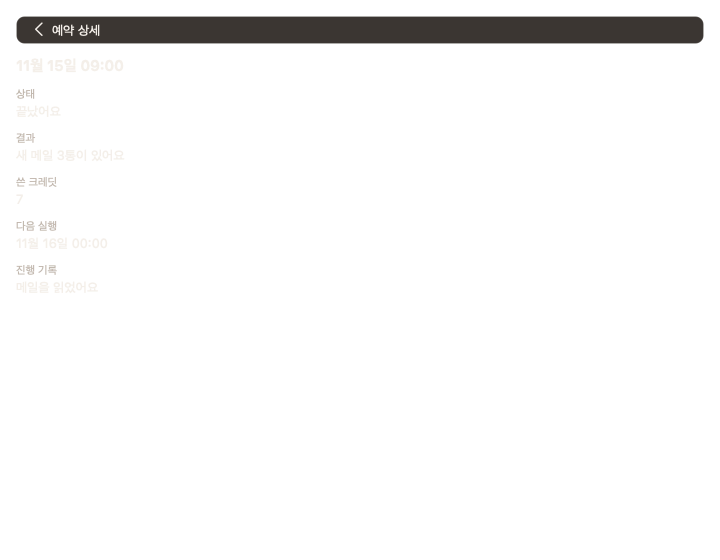 예약 상세
11월 15일 09:00
상태
끝났어요
결과
새 메일 3통이 있어요
쓴 크레딧
7
다음 실행
11월 16일 00:00
진행 기록
메일을 읽었어요